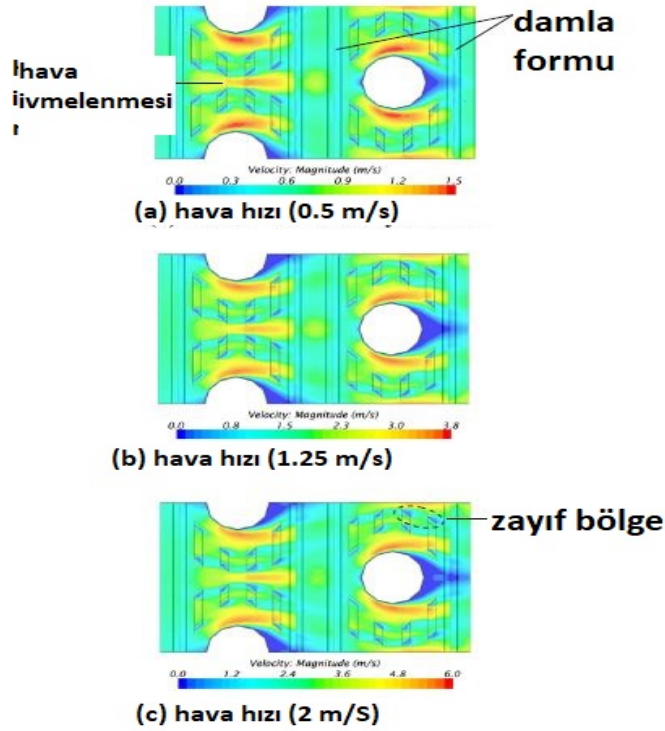 damla
formu
hava
ivmelenmesi
Velocity: Magnitude (m/s)
0.0 0.3 0.6 0.9 1.2 1.5
(a) hava hızı (0.5 m/s)
Velocity: Magnitude (m/s)
0.0 0.8 1.5 2.3 3.0 3.8
(b) hava hızı (1.25 m/s)
zayıf bölge
Velocity: Magnitude (m/s)
0.0 1.2 2.4 3.6 4.8 6.0
(c) hava hızı (2 m/S)